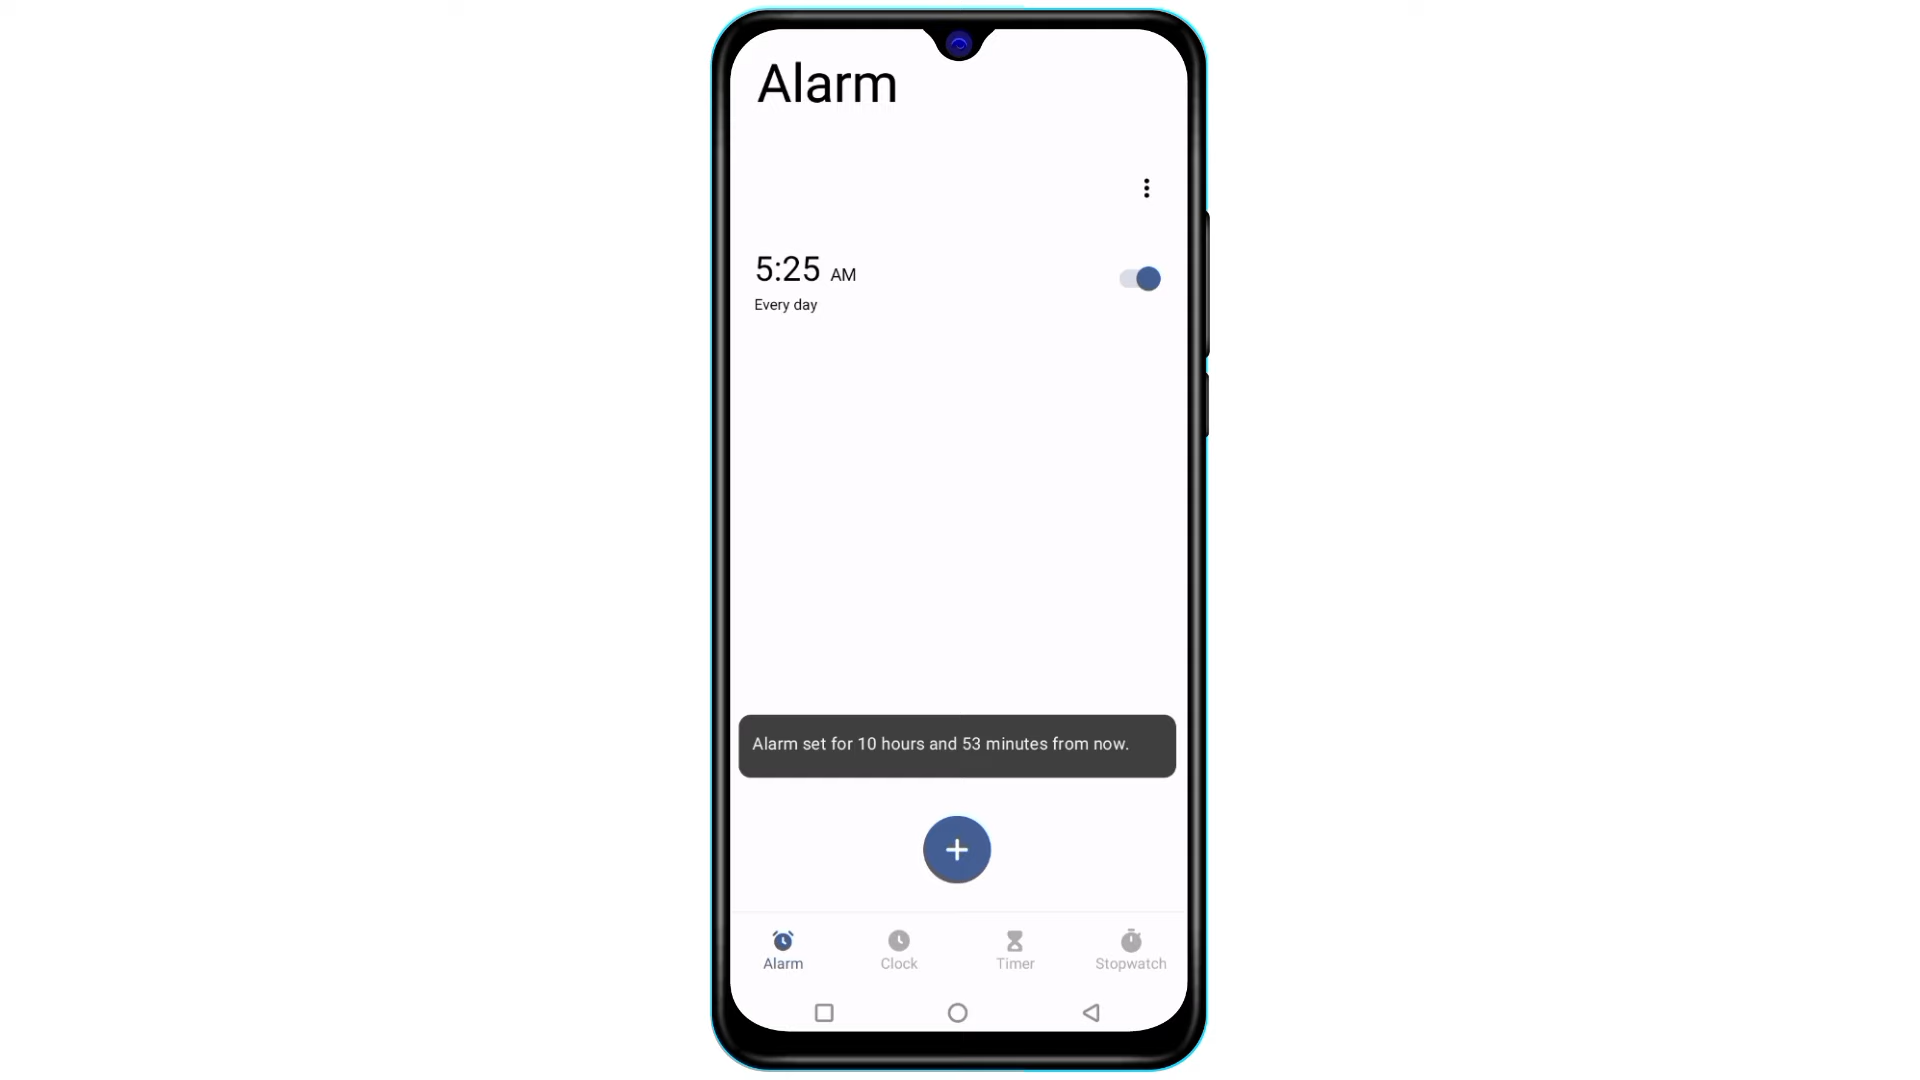 Alarm
5:25 AM
Every day
Alarm set for 10 hours and 53 minutes from now.
Alarm
Clock
Timer
Stopwatch